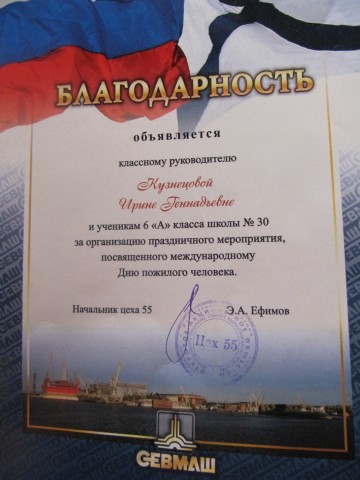 БЛАГОДАРНОСТЬ
объявляется
классному руководителю
Кузнецовой
Ирине Геннадьевне
и ученикам 6 «А» класса школы № 30
за организацию праздничного мероприятия,
посвященного международному
Дню пожилого человека.
Начальник цеха 55 Э.А. Ефимов
Цех 55
СЕВМАШ